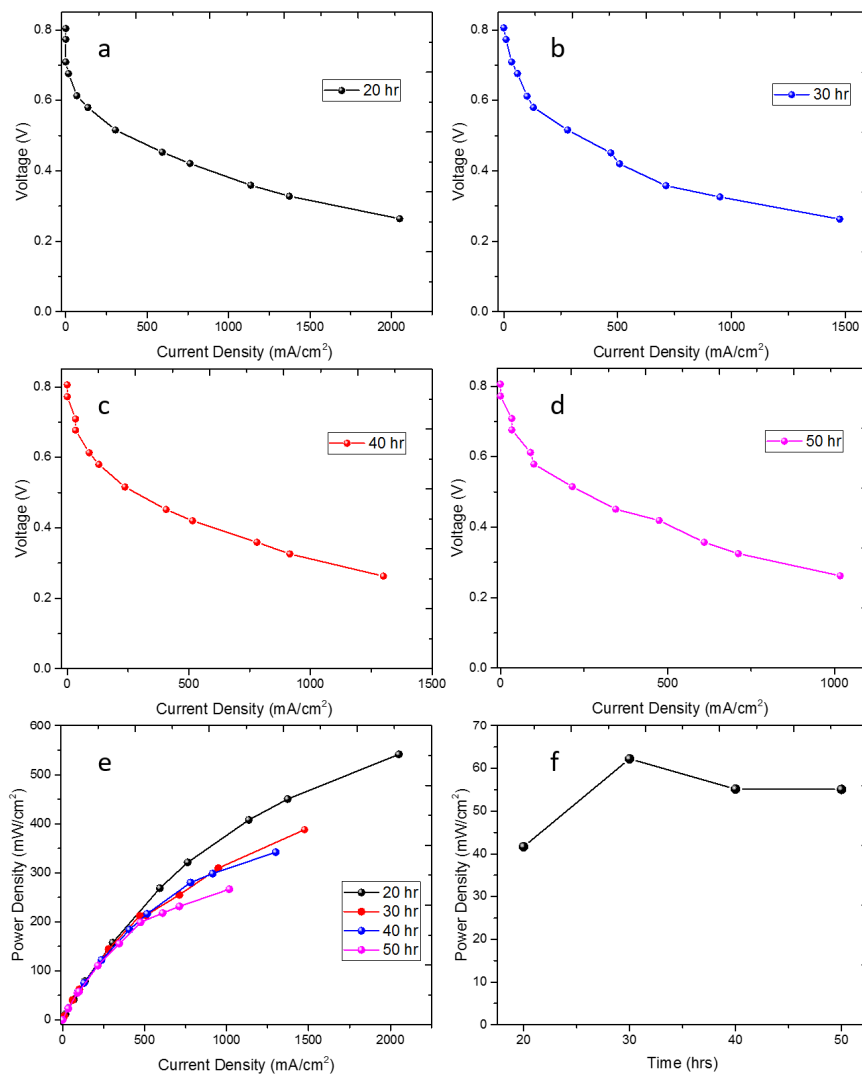 a
20 hr
Voltage (V)
0.8
0.6
0.4
0.2
0.0
0
500
1000
1500
2000
Current Density (mA/cm²)
b
30 hr
Voltage (V)
0.8
0.6
0.4
0.2
0.0
0
500
1000
1500
Current Density (mA/cm²)
c
40 hr
Voltage (V)
0.8
0.6
0.4
0.2
0.0
0
500
1000
1500
Current Density (mA/cm²)
d
50 hr
Voltage (V)
0.8
0.6
0.4
0.2
0.0
0
500
1000
Current Density (mA/cm²)
e
20 hr
30 hr
40 hr
50 hr
Power Density (mW/cm²)
600
500
400
300
200
100
0
0
500
1000
1500
2000
Current Density (mA/cm²)
f
Power Density (mW/cm²)
70
60
50
40
30
20
10
0
20
30
40
50
Time (hrs)